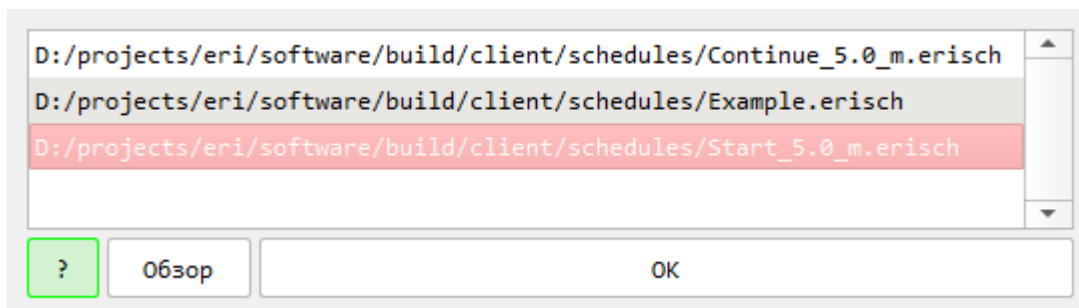 D:/projects/eri/software/build/client/schedules/Continue_5.0_m.erisch
D:/projects/eri/software/build/client/schedules/Example.erisch
D:/projects/eri/software/build/client/schedules/Start_5.0_m.erisch
? Обзор ОК